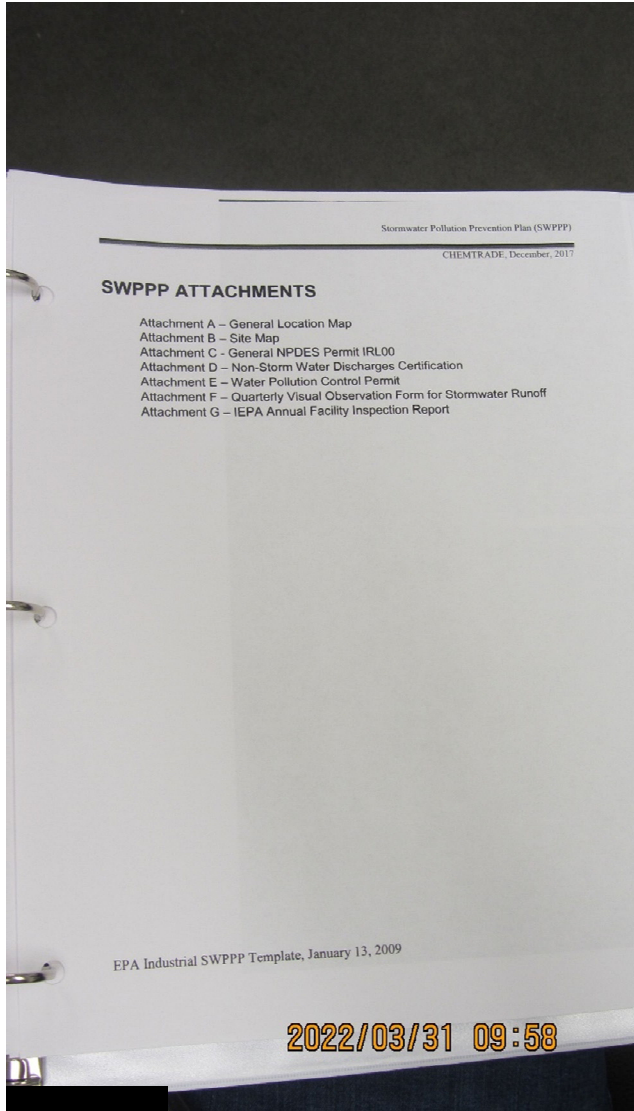 Stormwater Pollution Prevention Plan (SWPPP)
CHEMTRADE, December, 2017
SWPPP ATTACHMENTS
Attachment A – General Location Map
Attachment B – Site Map
Attachment C - General NPDES Permit IRL00
Attachment D – Non-Storm Water Discharges Certification
Attachment E – Water Pollution Control Permit
Attachment F – Quarterly Visual Observation Form for Stormwater Runoff
Attachment G – IEPA Annual Facility Inspection Report
EPA Industrial SWPPP Template, January 13, 2009
2022/03/31 09:58